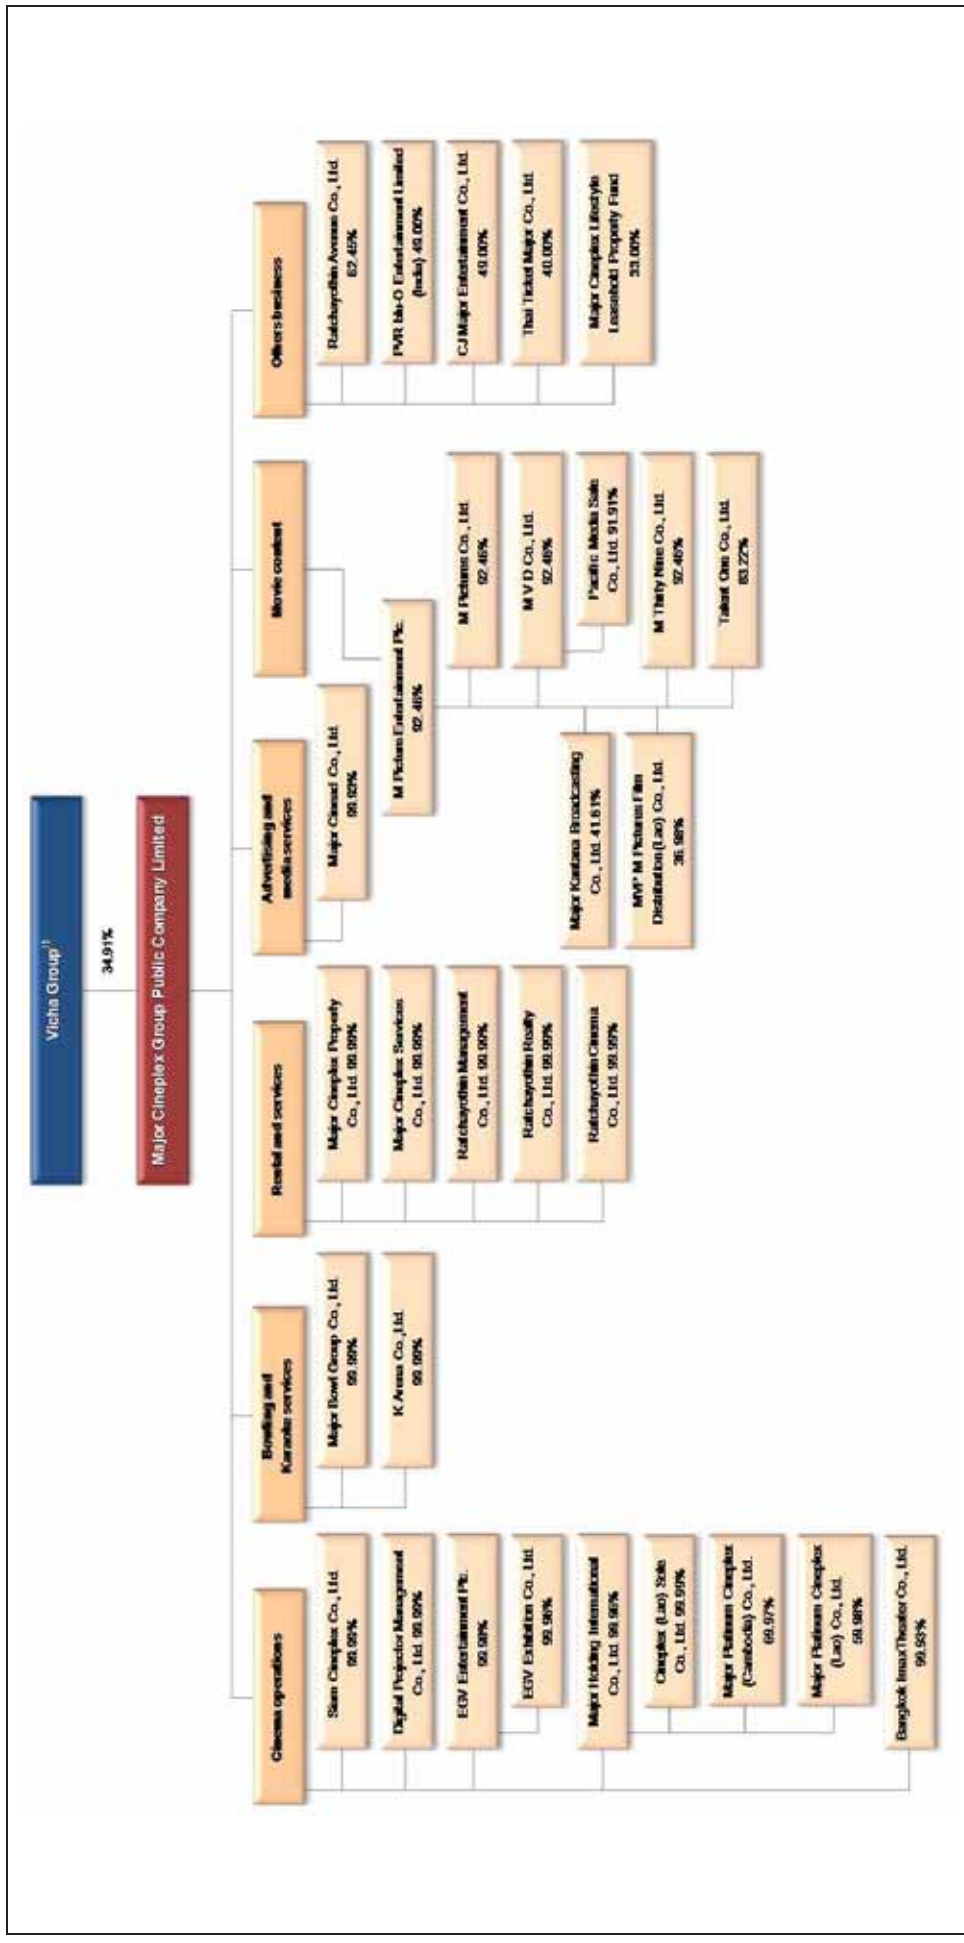 Vicha Group¹⁾
34.91%
Major Cineplex Group Public Company Limited
Cinema operations
Siam Cineplex Co., Ltd.
99.99%
Digital Projector Management
Co., Ltd. 99.99%
EGV Entertainment Plc.
99.98%
EGV Exhibition Co., Ltd.
99.96%
Major Holding International
Co., Ltd. 99.96%
Cineplex (Lao) Sole
Co., Ltd. 99.99%
Major Platinum Cineplex
(Cambodia) Co., Ltd.
69.97%
Major Platinum Cineplex
(Lao) Co., Ltd.
59.98%
Bangkok Imax Theater Co., Ltd.
99.93%
Bowling and
Karaoke services
Major Bowl Group Co., Ltd.
99.99%
K Arena Co., Ltd.
99.99%
Rental and services
Major Cineplex Property
Co., Ltd. 99.99%
Major Cineplex Services
Co., Ltd. 99.99%
Ratchayothin Management
Co., Ltd. 99.99%
Ratchayothin Realty
Co., Ltd. 99.99%
Ratchayothin Cinema
Co., Ltd. 99.99%
Advertising and
media services
Major Cinead Co., Ltd.
99.93%
Movie content
M Picture Entertainment Plc.
92.46%
M Pictures Co., Ltd.
92.46%
M V D Co., Ltd.
92.46%
Pacific Media Sale
Co., Ltd. 91.91%
M Thirty Nine Co., Ltd.
92.46%
Talent One Co., Ltd.
83.22%
Major Kantana Broadcasting
Co., Ltd. 41.61%
MVP M Pictures Film
Distribution (Lao) Co., Ltd.
36.98%
Others business
Ratchayothin Avenue Co., Ltd.
62.45%
PVR blu-O Entertainment Limited
(India) 49.00%
CJ Major Entertainment Co., Ltd.
49.00%
Thai Ticket Major Co., Ltd.
40.00%
Major Cineplex Lifestyle
Leasehold Property Fund
33.00%